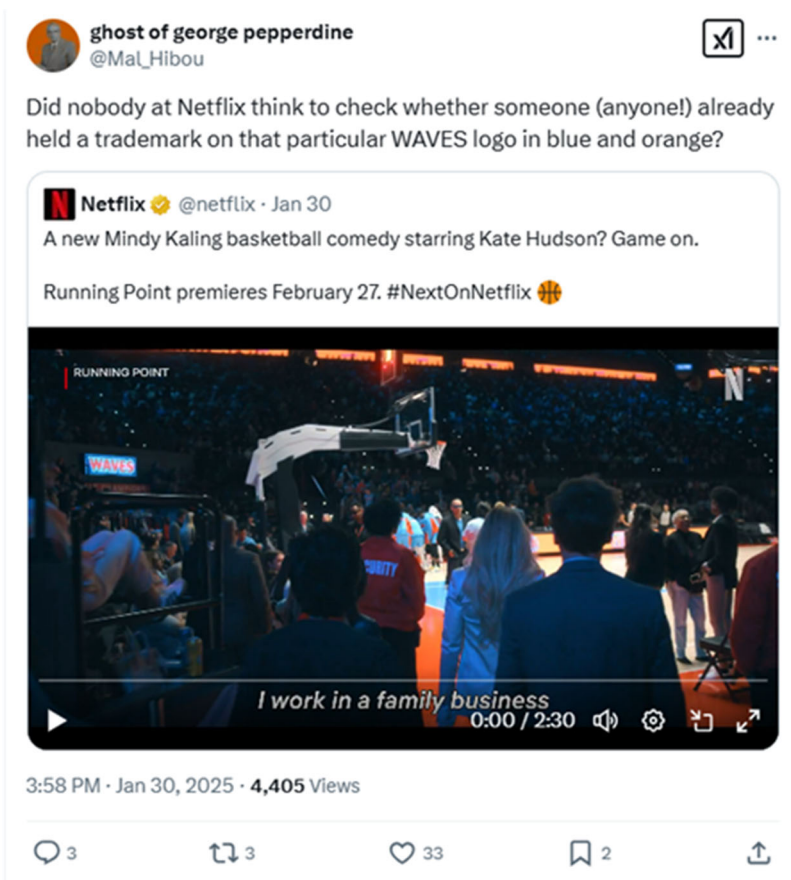 ghost of george pepperdine
@Mal_Hibou
Did nobody at Netflix think to check whether someone (anyone!) already
held a trademark on that particular WAVES logo in blue and orange?
N Netflix @netflix · Jan 30
A new Mindy Kaling basketball comedy starring Kate Hudson? Game on.
Running Point premieres February 27. #NextOnNetflix
RUNNING POINT
N
WAVES
URITY
I work in a family business
0:00 / 2:30
3:58 PM · Jan 30, 2025 · 4,405 Views
3 3 33 2